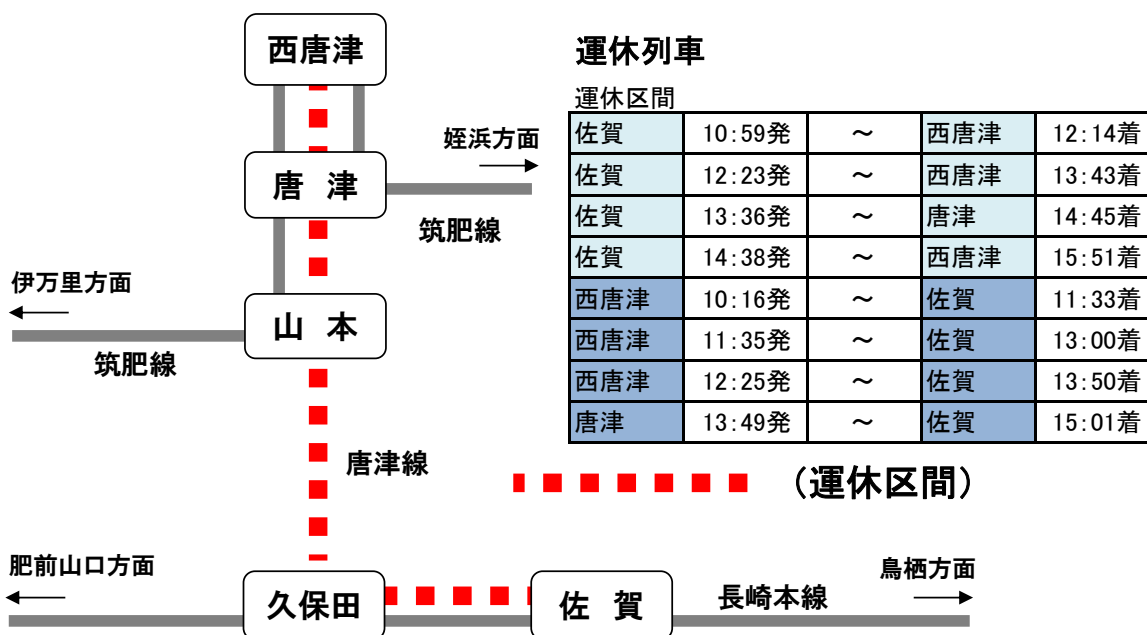 西唐津
運休列車
運休区間
佐賀 10:59発 ～ 西唐津 12:14着
佐賀 12:23発 ～ 西唐津 13:43着
佐賀 13:36発 ～ 唐津 14:45着
佐賀 14:38発 ～ 西唐津 15:51着
西唐津 10:16発 ～ 佐賀 11:33着
西唐津 11:35発 ～ 佐賀 13:00着
西唐津 12:25発 ～ 佐賀 13:50着
唐津 13:49発 ～ 佐賀 15:01着
姪浜方面
唐津
筑肥線
伊万里方面
山本
筑肥線
唐津線
（運休区間）
肥前山口方面
鳥栖方面
久保田
佐賀
長崎本線